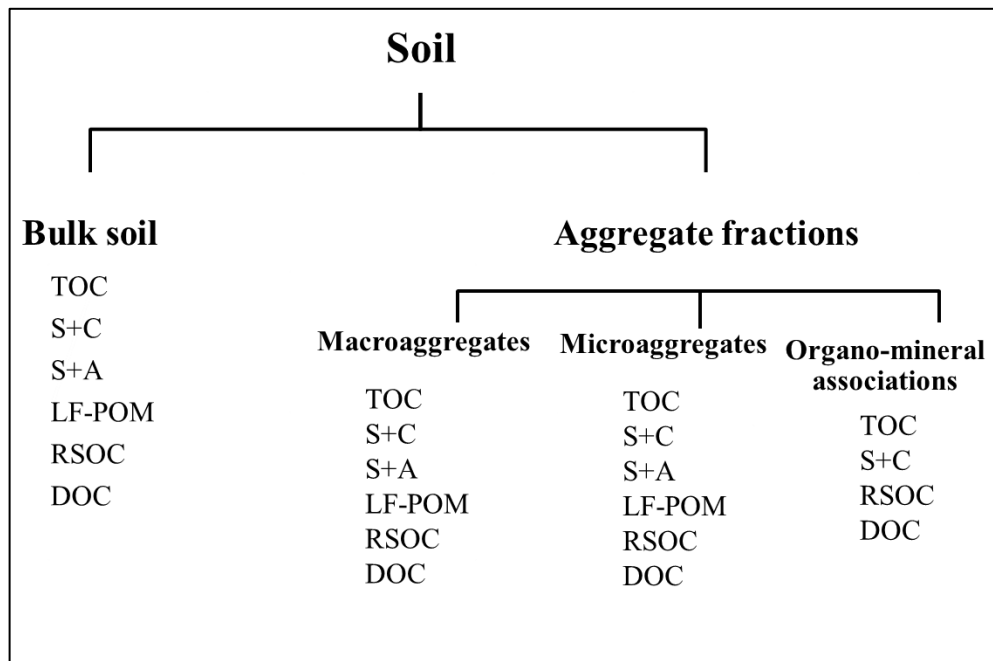 Soil
Bulk soil
TOC
S+C
S+A
LF-POM
RSOC
DOC
Aggregate fractions
Macroaggregates
TOC
S+C
S+A
LF-POM
RSOC
DOC
Microaggregates
TOC
S+C
S+A
LF-POM
RSOC
DOC
Organo-mineral
associations
TOC
S+C
RSOC
DOC